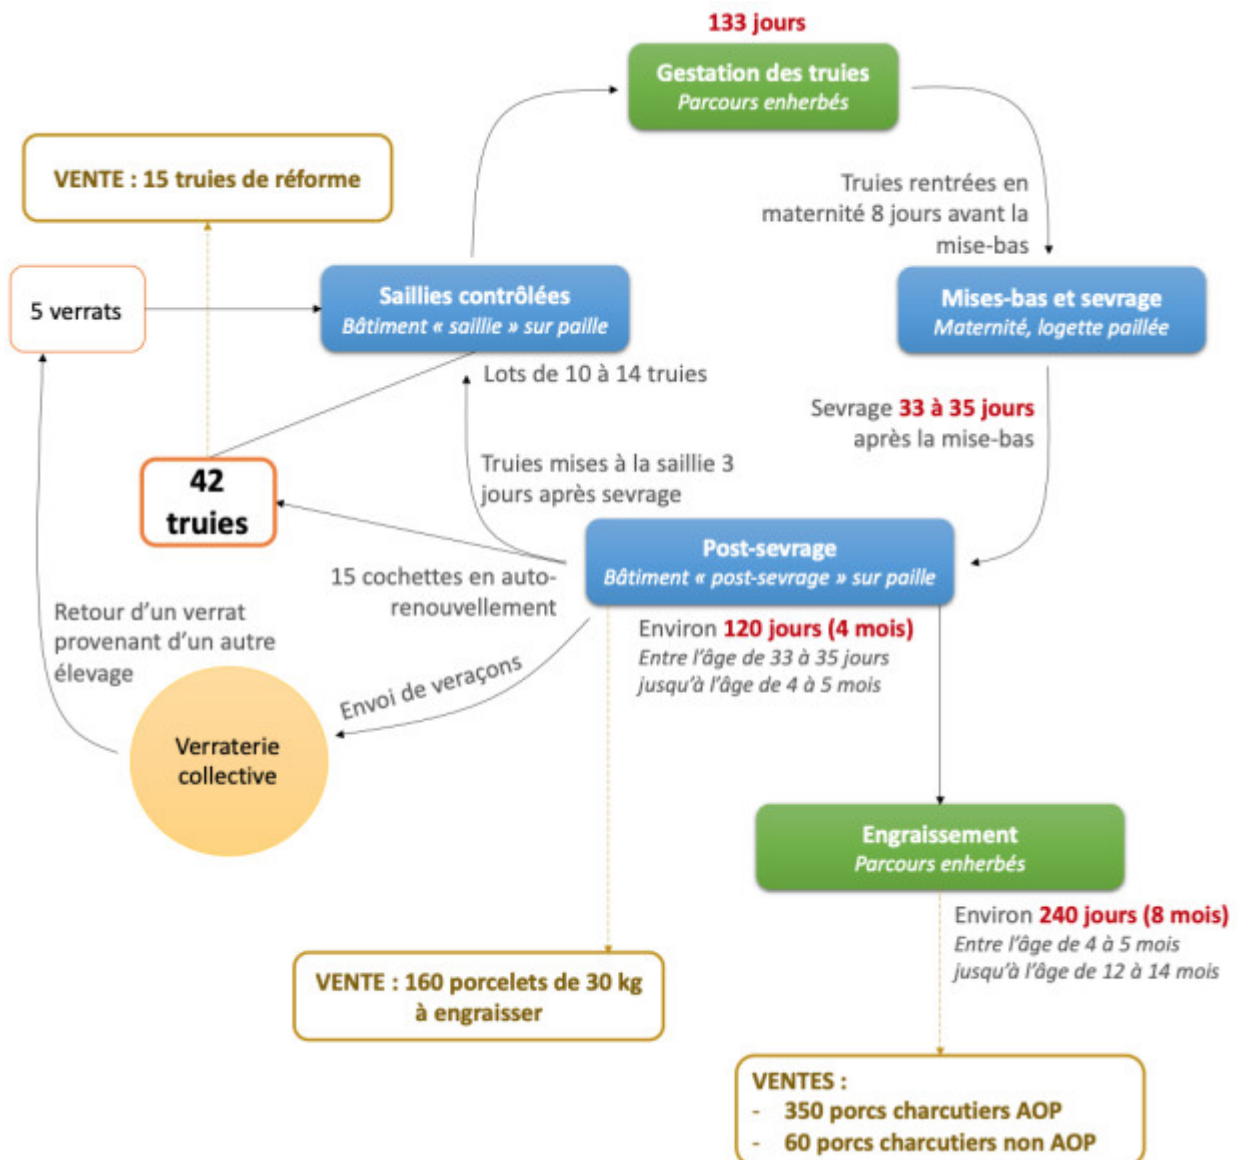 133 jours
Gestation des truies
Parcours enherbés
VENTE : 15 truies de réforme
Truies rentrées en
maternité 8 jours avant la
mise-bas
5 verrats
Saillies contrôlées
Bâtiment « saillie » sur paille
Mises-bas et sevrage
Maternité, logette paillée
Lots de 10 à 14 truies
Sevrage 33 à 35 jours
après la mise-bas
42
truies
Truies mises à la saillie 3
jours après sevrage
Post-sevrage
Bâtiment « post-sevrage » sur paille
15 cochettes en auto-
renouvellement
Retour d'un verrat
provenant d'un autre
élevage
Environ 120 jours (4 mois)
Entre l'âge de 33 à 35 jours
jusqu'à l'âge de 4 à 5 mois
Envoi de veraçons
Verraterie
collective
Engraissement
Parcours enherbés
Environ 240 jours (8 mois)
Entre l'âge de 4 à 5 mois
jusqu'à l'âge de 12 à 14 mois
VENTE : 160 porcelets de 30 kg
à engraisser
VENTES :
- 350 porcs charcutiers AOP
- 60 porcs charcutiers non AOP